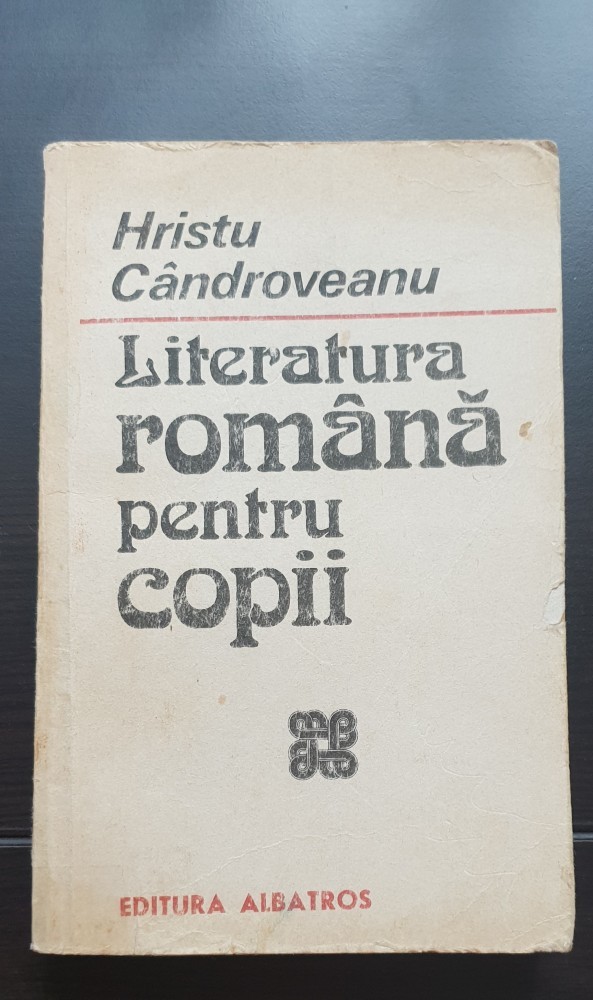 Hristu
Cândroveanu
Literatura
română
pentru
copii
EDITURA ALBATROS